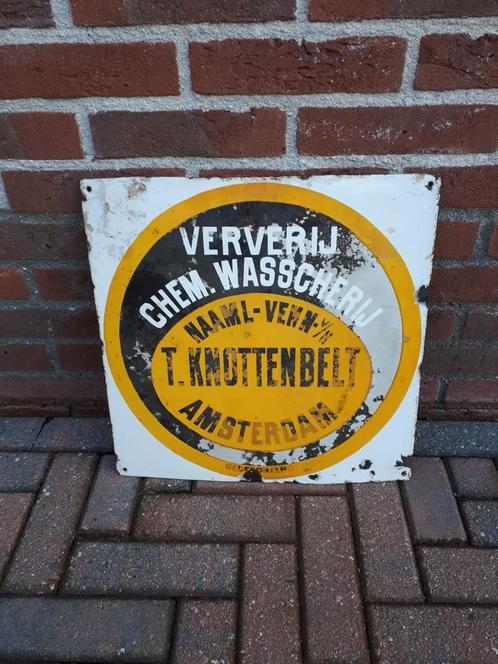 VERVERIJ
CHEM. WASSCHERIJ
NAAML-VENN-
T. KNOTTENBELT
AMSTERDAM